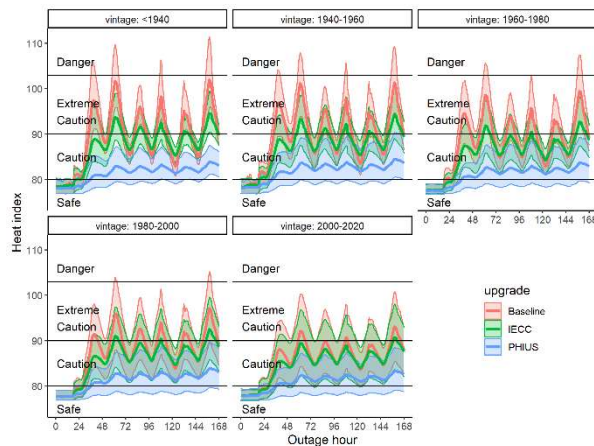 vintage: <1940
vintage: 1940-1960
vintage: 1960-1980
110
100
90
80
Danger
Extreme
Caution
Caution
Safe
Danger
Extreme
Caution
Caution
Safe
Danger
Extreme
Caution
Caution
Safe
0 24 48 72 96 120 144 168
vintage: 1980-2000
vintage: 2000-2020
Heat index
110
100
90
80
Danger
Extreme
Caution
Caution
Safe
Danger
Extreme
Caution
Caution
Safe
0 24 48 72 96 120 144 168
0 24 48 72 96 120 144 168
Outage hour
upgrade
Baseline
IECC
PHIUS